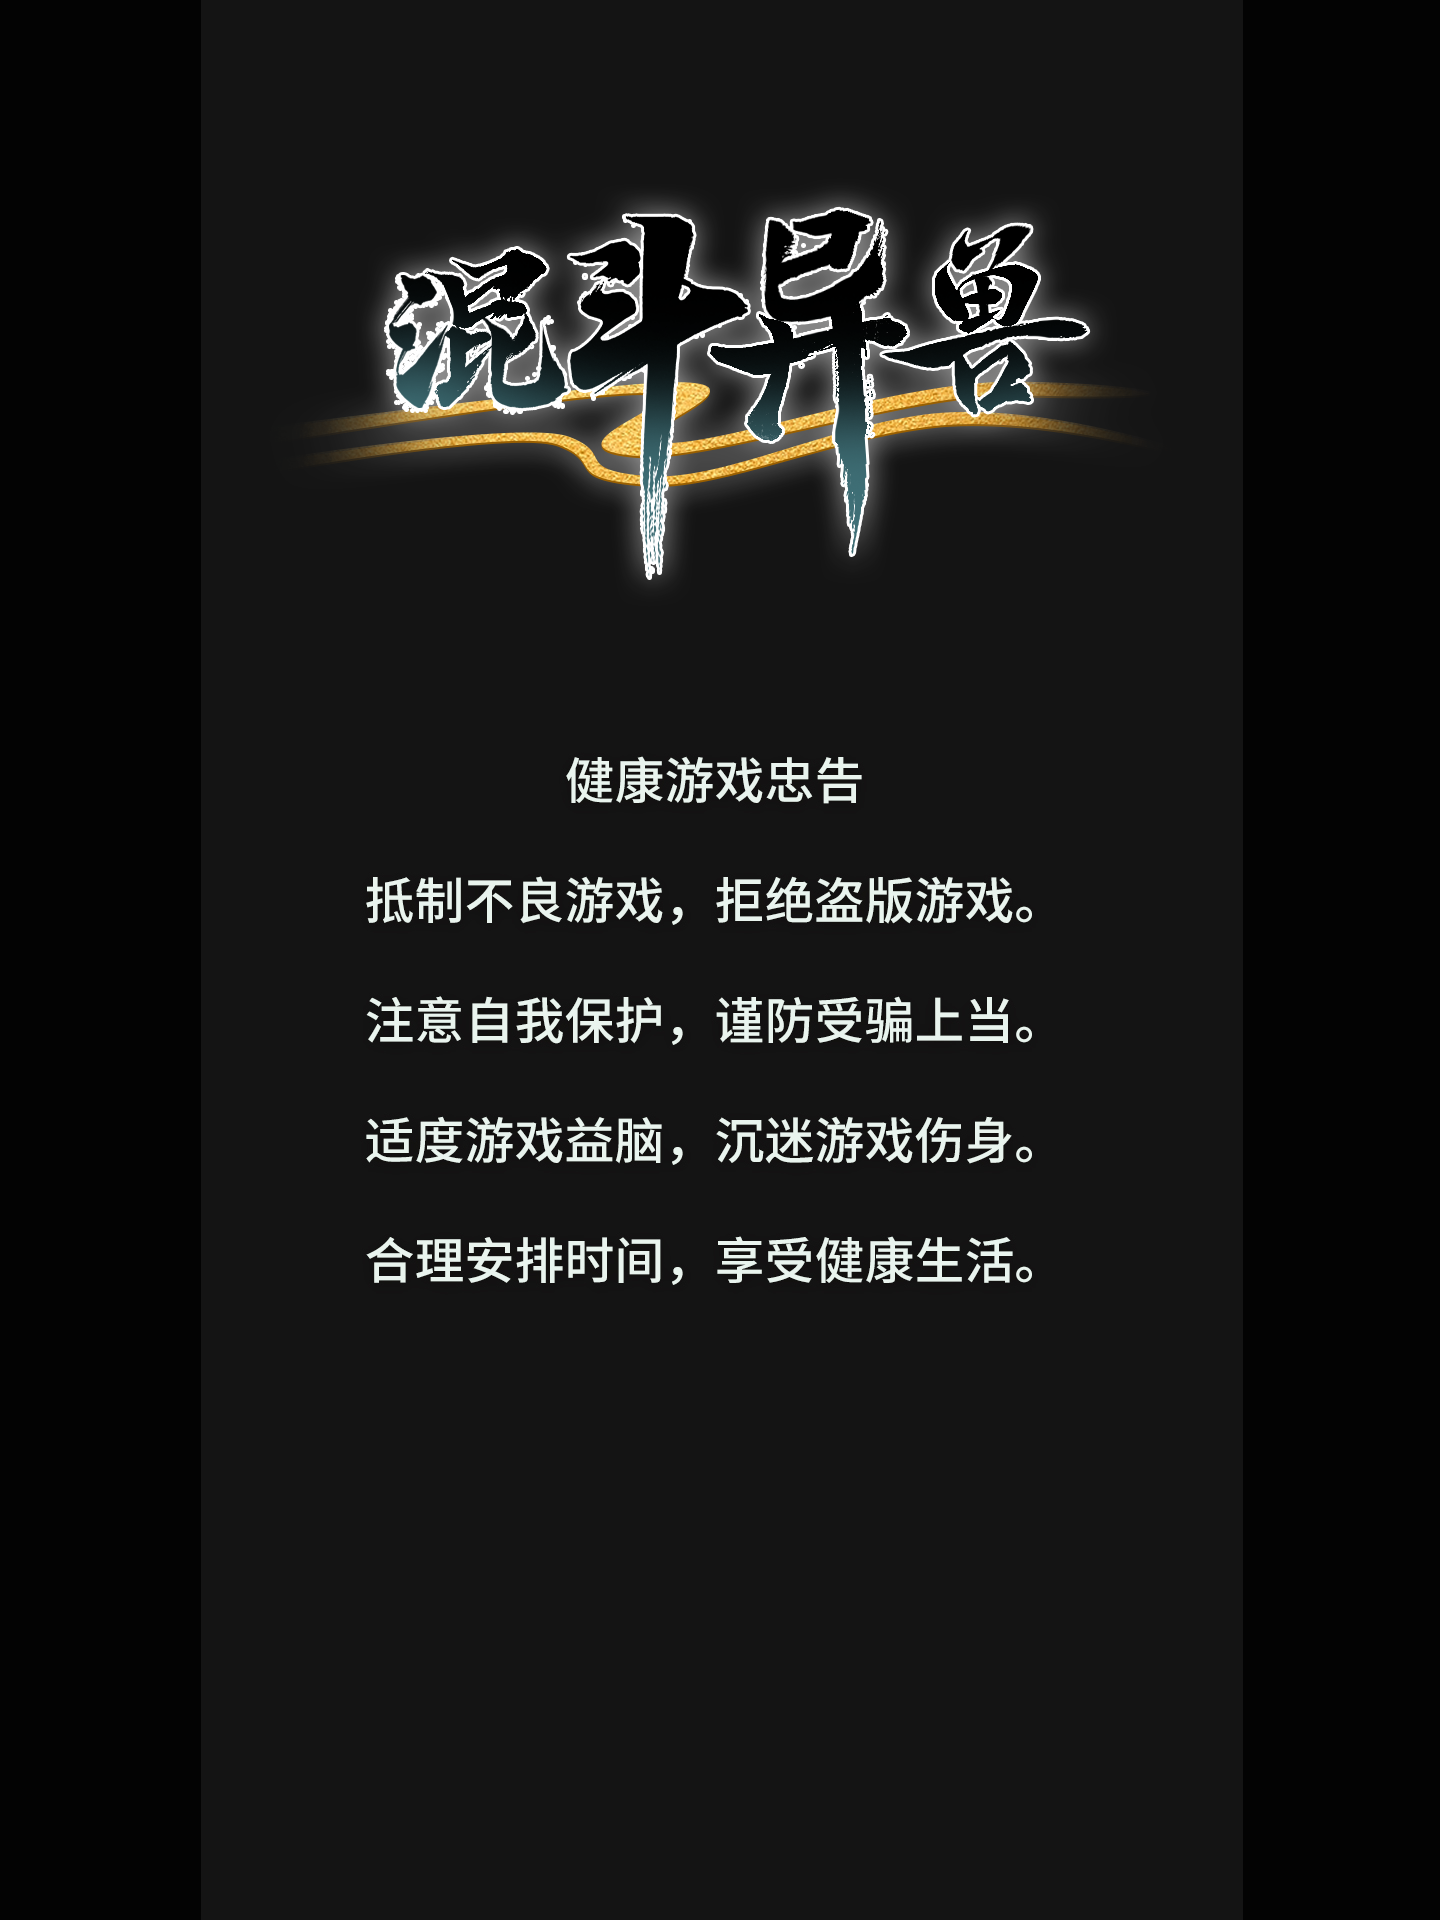 混斗异兽
健康游戏忠告
抵制不良游戏，拒绝盗版游戏。
注意自我保护，谨防受骗上当。
适度游戏益脑，沉迷游戏伤身。
合理安排时间，享受健康生活。